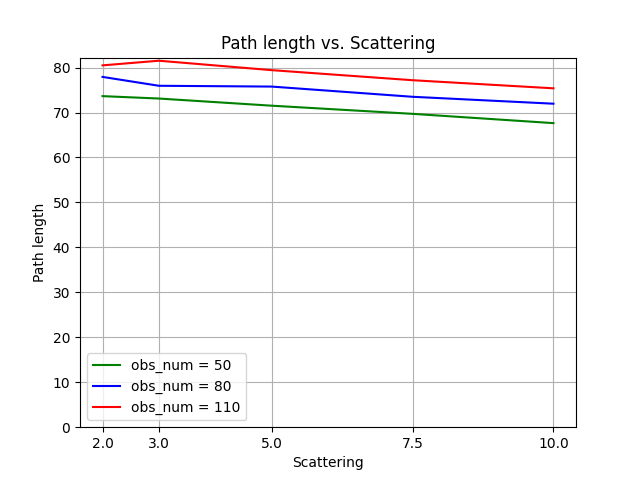 Path length vs. Scattering
80
70
60
50
40
30
20
10
0
Path length
obs_num = 50
obs_num = 80
obs_num = 110
2.0 3.0 5.0 7.5 10.0
Scattering